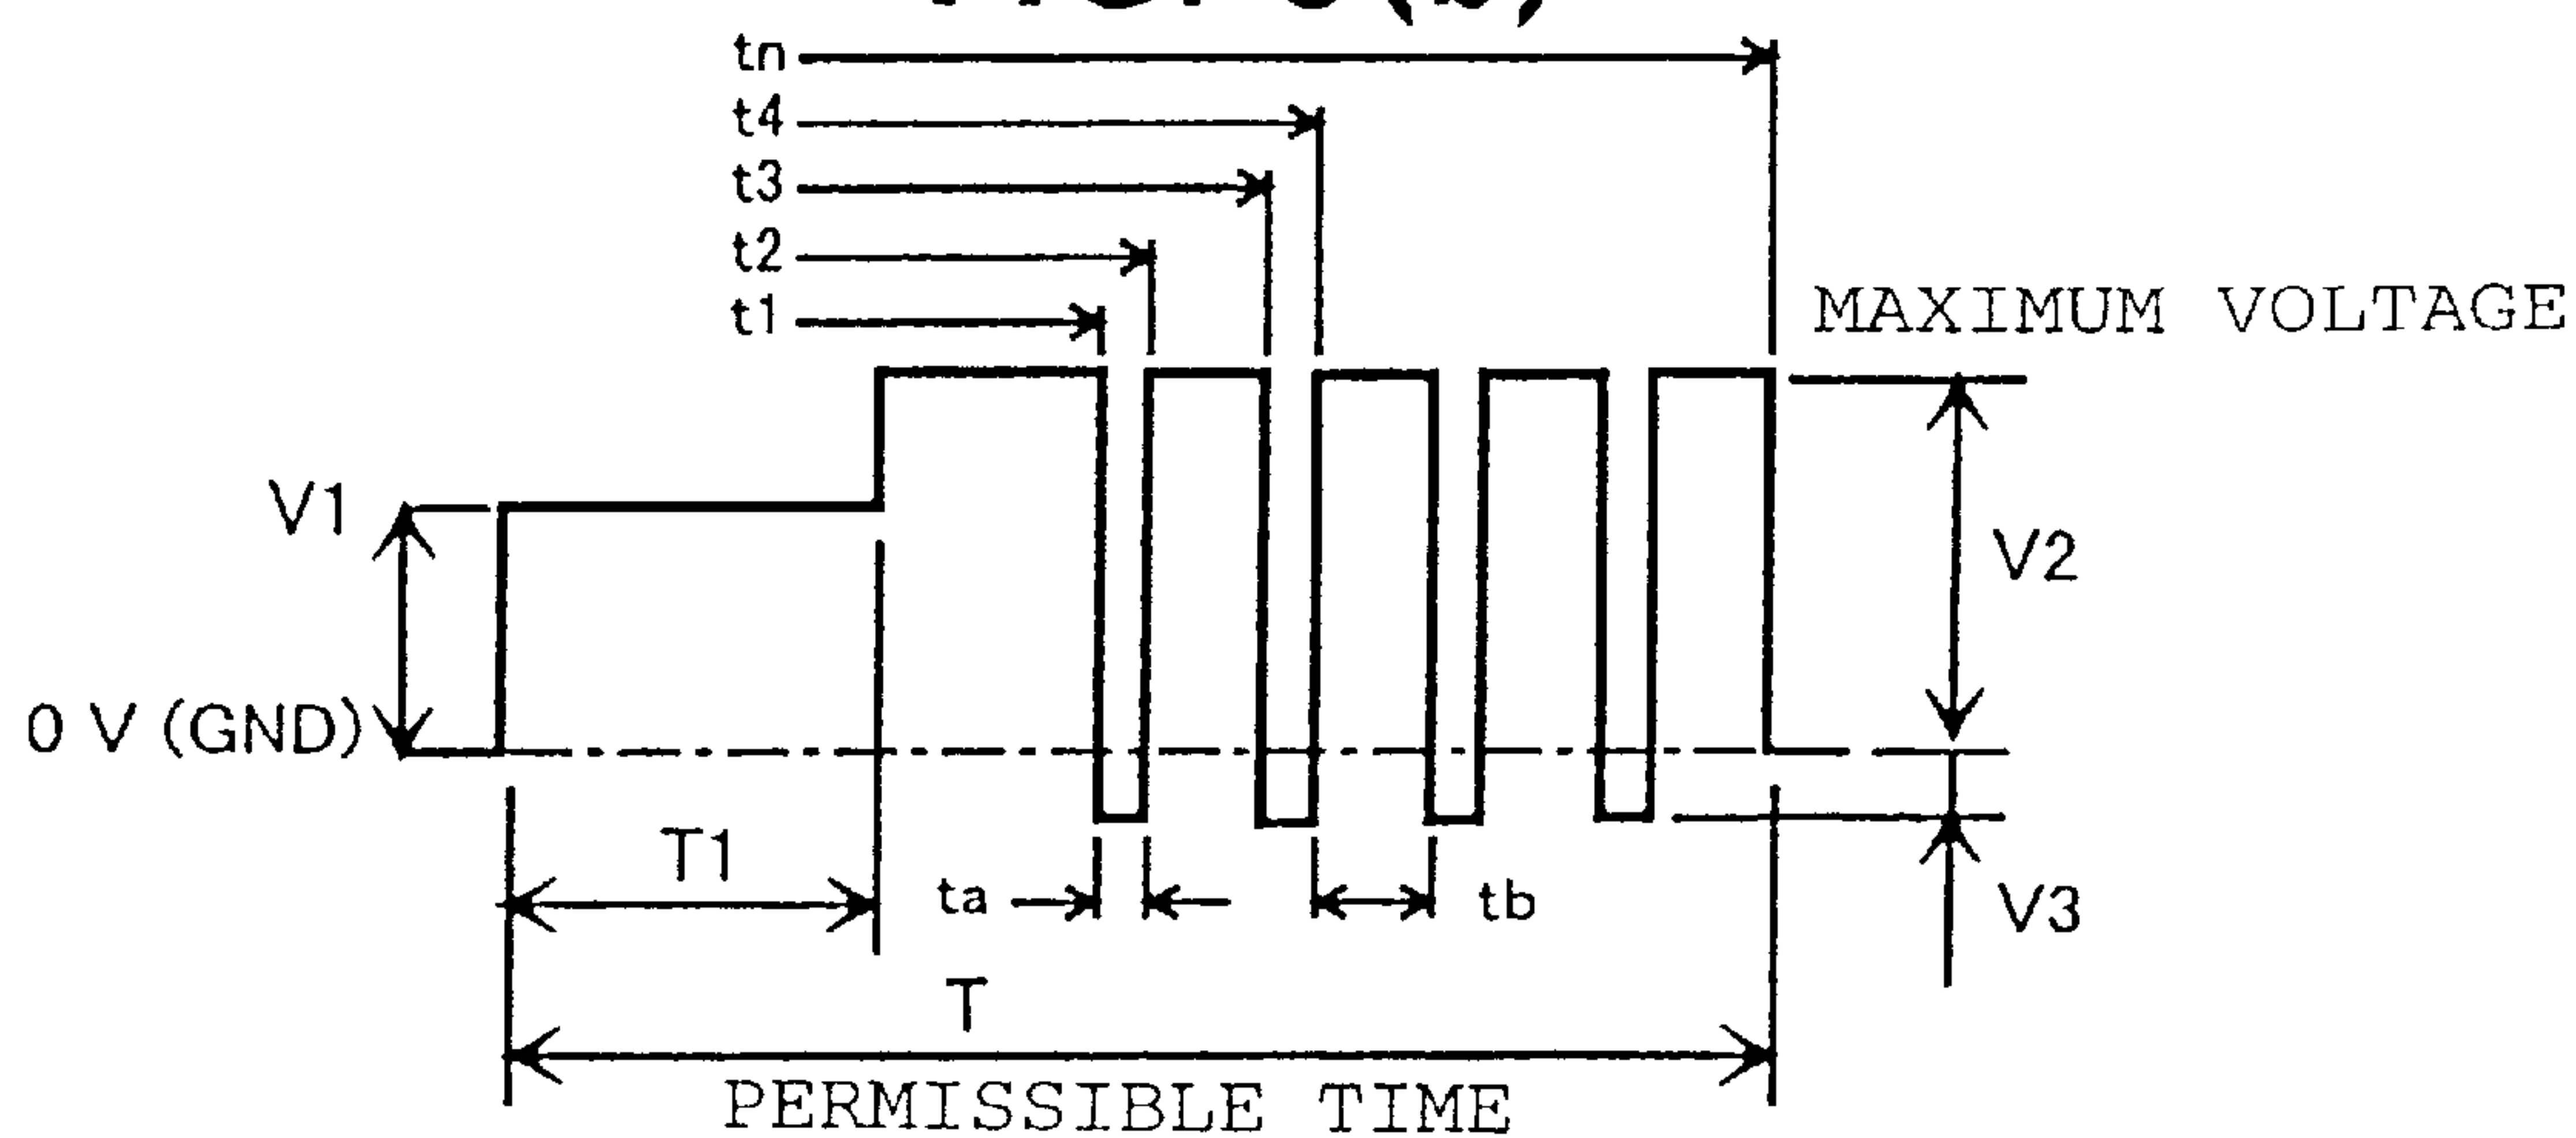 tn
t4
t3
t2
t1
MAXIMUM VOLTAGE
V1
V2
0 V (GND)
T1
ta
tb
V3
T
PERMISSIBLE TIME